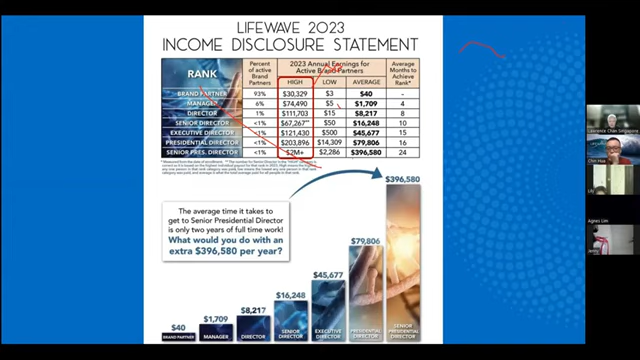 LIFEWAVE 2023
INCOME DISCLOSURE STATEMENT
RANK
Percent of active Brand Partners
2023 Annual Earnings for Active Brand Partners
HIGH LOW AVERAGE
Average Months to Achieve Rank*
BRAND PARTNER 93% $30,329 $3 $40 -
MANAGER 6% $74,490 $5 $1,709 4
DIRECTOR 1% $111,703 $15 $8,217 8
SENIOR DIRECTOR <1% $67,267** $50 $16,248 10
EXECUTIVE DIRECTOR <1% $121,430 $500 $45,677 15
PRESIDENTIAL DIRECTOR <1% $203,896 $14,309 $79,806 16
SENIOR PRES. DIRECTOR <1% $2M+ $2,286 $396,580 24
The average time it takes to
get to Senior Presidential Director
is only two years of full time work!
What would you do with an
extra $396,580 per year?
$40
$1,709
$8,217
$16,248
$45,677
$79,806
$396,580
BRAND PARTNER
MANAGER
DIRECTOR
SENIOR DIRECTOR
EXECUTIVE DIRECTOR
PRESIDENTIAL DIRECTOR
SENIOR PRESIDENTIAL DIRECTOR
Lawrence Chan Singapore
Chin Hua
Agnes Lim